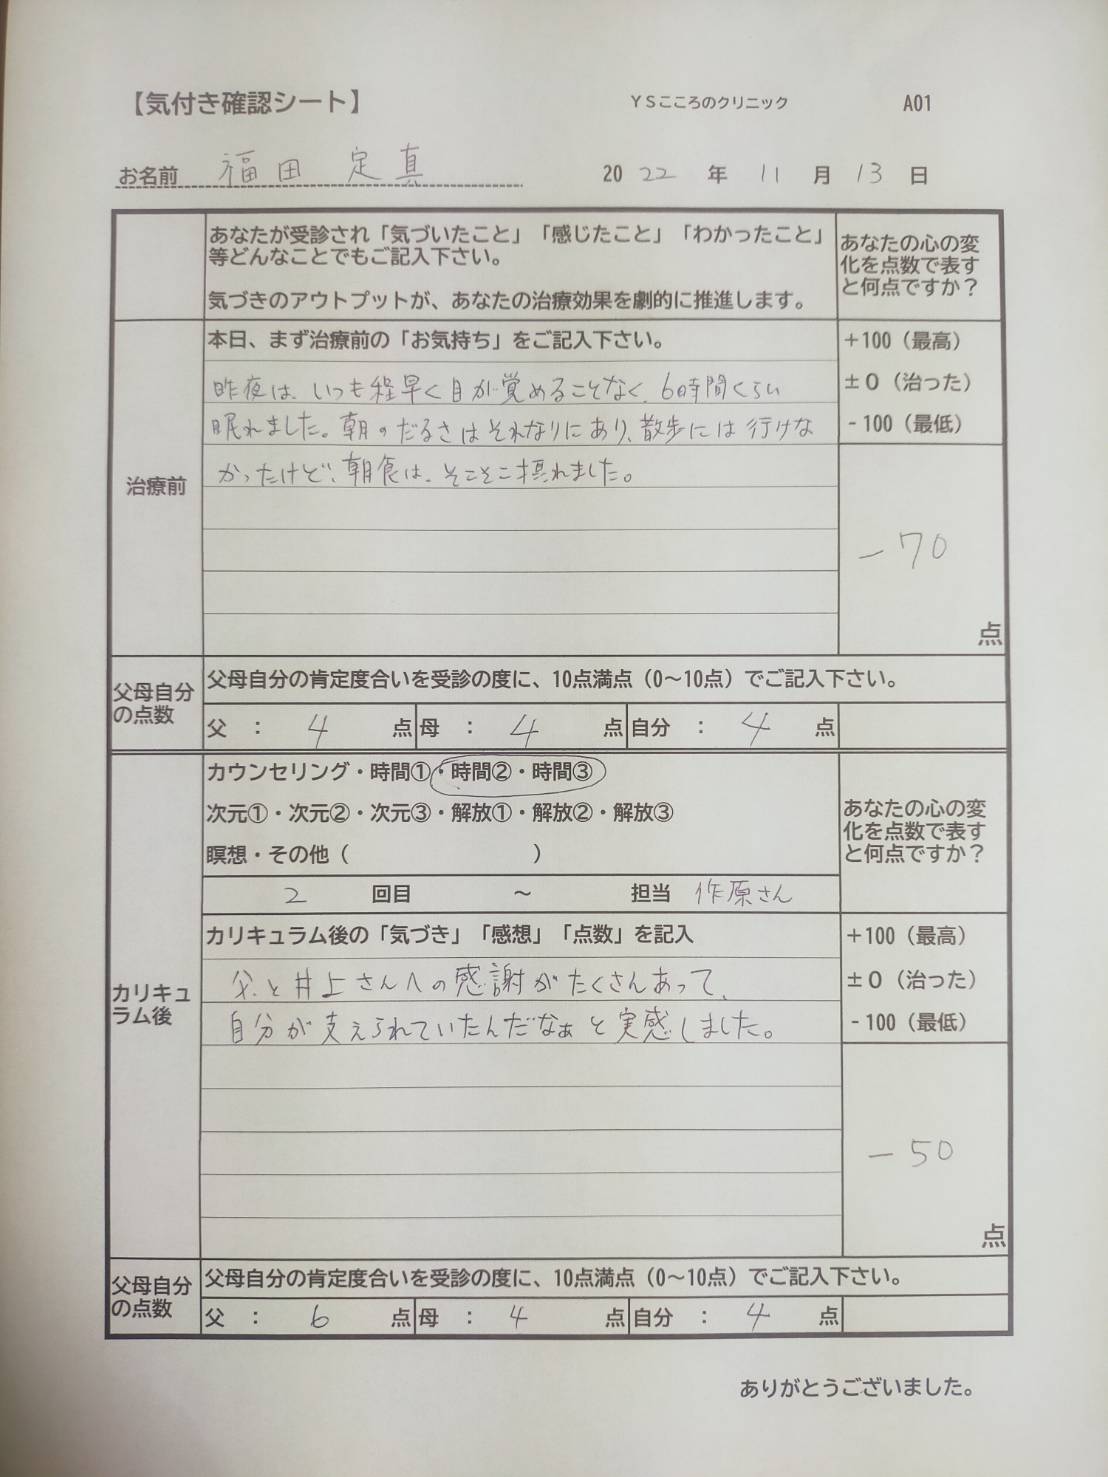 【気付き確認シート】
YSこころのクリニック
A01
お名前 福田 定真
2022年11月13日
あなたが受診され「気づいたこと」「感じたこと」「わかったこと」
等どんなことでもご記入下さい。
気づきのアウトプットが、あなたの治療効果を劇的に推進します。
あなたの心の変
化を点数で表す
と何点ですか？
治療前
本日、まず治療前の「お気持ち」をご記入下さい。
昨夜は、いつも程早く目が覚めることなく、6時間くらい
眠れました。朝のだるさはそれなりにあり、散歩には行けな
かったけど、朝食は、そこそこ摂れました。
+100（最高）
±0（治った）
-100（最低）
-70
点
父母自分
の点数
父母自分の肯定度合いを受診の度に、10点満点（0～10点）でご記入下さい。
父 ： 4 点 母 ： 4 点 自分 ： 4 点
カリキュ
ラム後
カウンセリング・時間①・時間②・時間③
次元①・次元②・次元③・解放①・解放②・解放③
瞑想・その他（ ）
2 回目 ～ 担当 作原さん
あなたの心の変
化を点数で表す
と何点ですか？
カリキュラム後の「気づき」「感想」「点数」を記入
父と井上さんへの感謝がたくさんあって、
自分が支えられていたんだなぁと実感しました。
+100（最高）
±0（治った）
-100（最低）
-50
点
父母自分
の点数
父母自分の肯定度合いを受診の度に、10点満点（0～10点）でご記入下さい。
父 ： 6 点 母 ： 4 点 自分 ： 4 点
ありがとうございました。